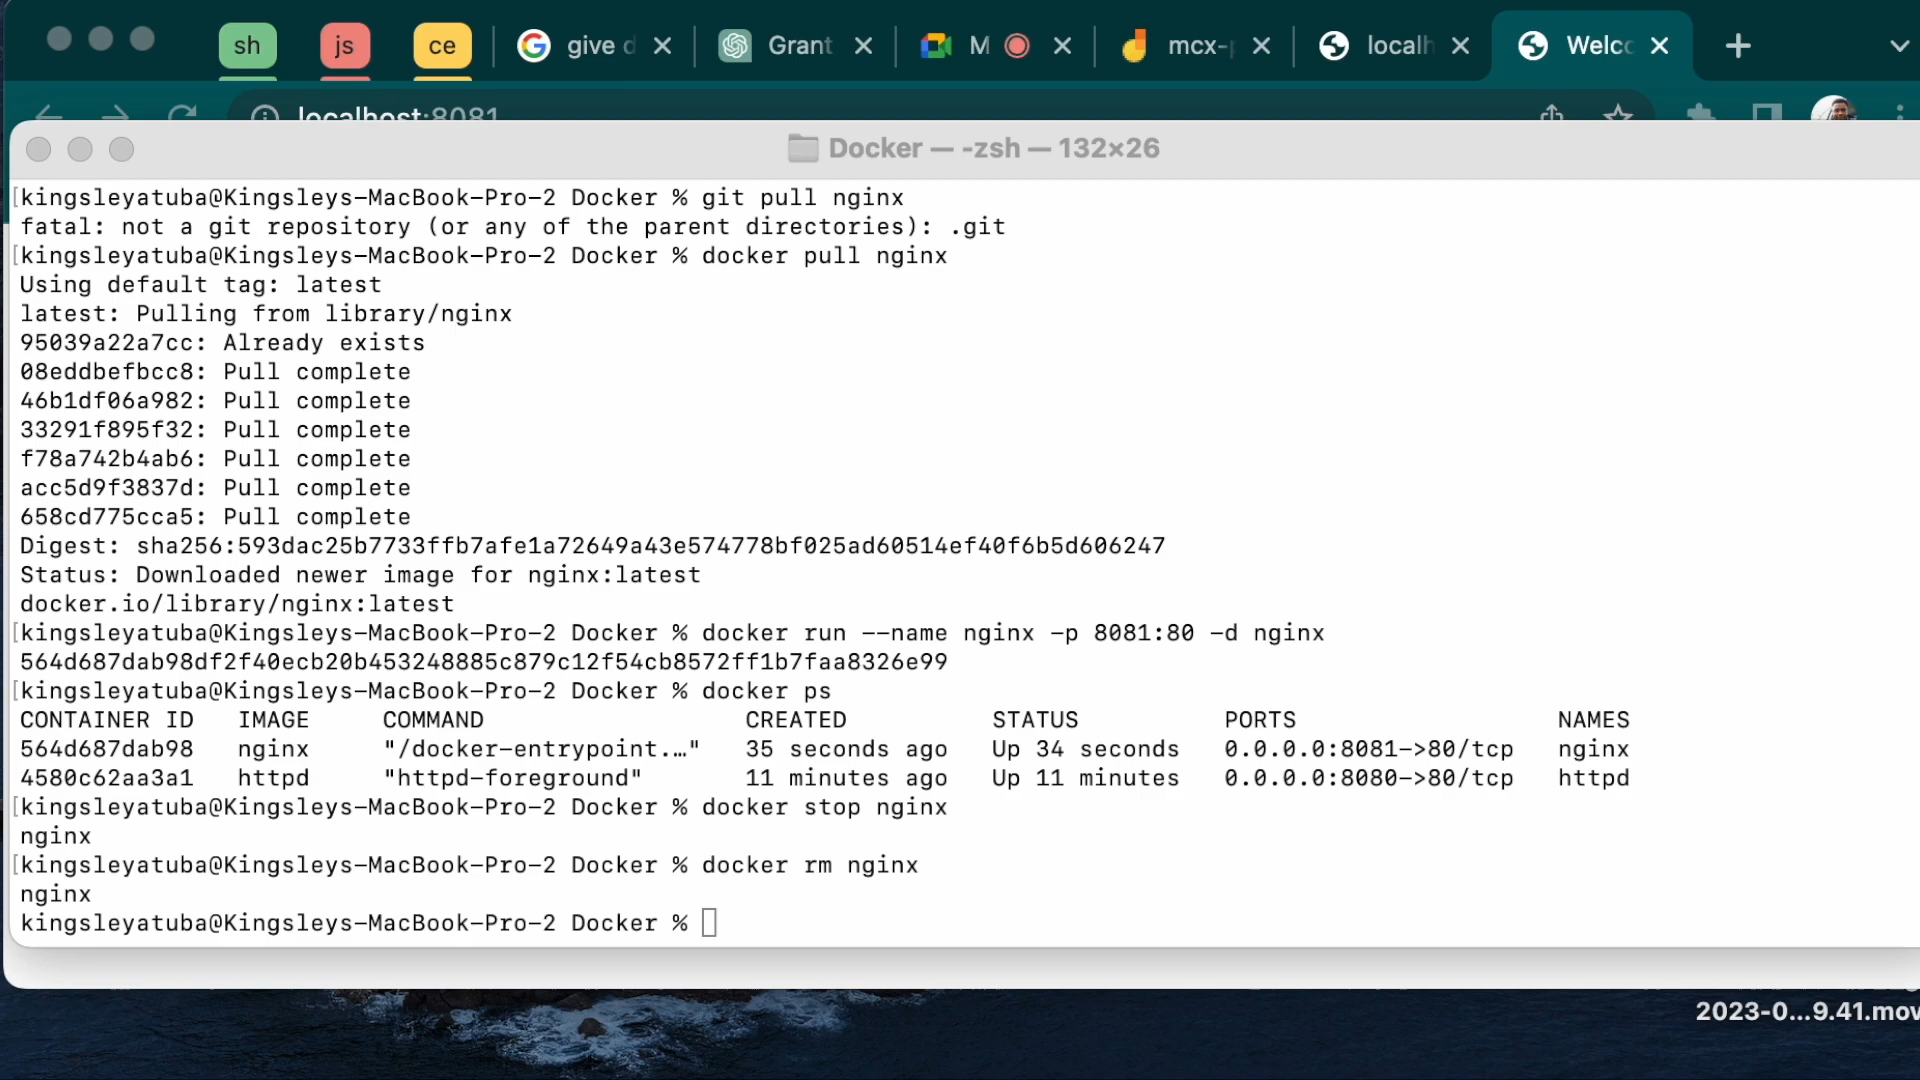 sh js ce give d Grant M mcx-p localh Welco
localhost:8081
Docker — -zsh — 132×26
kingsleyatuba@Kingsleys-MacBook-Pro-2 Docker % git pull nginx
fatal: not a git repository (or any of the parent directories): .git
kingsleyatuba@Kingsleys-MacBook-Pro-2 Docker % docker pull nginx
Using default tag: latest
latest: Pulling from library/nginx
95039a22a7cc: Already exists
08eddbefbcc8: Pull complete
46b1df06a982: Pull complete
33291f895f32: Pull complete
f78a742b4ab6: Pull complete
acc5d9f3837d: Pull complete
658cd775cca5: Pull complete
Digest: sha256:593dac25b7733ffb7afe1a72649a43e574778bf025ad60514ef40f6b5d606247
Status: Downloaded newer image for nginx:latest
docker.io/library/nginx:latest
kingsleyatuba@Kingsleys-MacBook-Pro-2 Docker % docker run --name nginx -p 8081:80 -d nginx
564d687dab98df2f40ecb20b453248885c879c12f54cb8572ff1b7faa8326e99
kingsleyatuba@Kingsleys-MacBook-Pro-2 Docker % docker ps
CONTAINER ID IMAGE COMMAND CREATED STATUS PORTS NAMES
564d687dab98 nginx "/docker-entrypoint.…" 35 seconds ago Up 34 seconds 0.0.0.0:8081->80/tcp nginx
4580c62aa3a1 httpd "httpd-foreground" 11 minutes ago Up 11 minutes 0.0.0.0:8080->80/tcp httpd
kingsleyatuba@Kingsleys-MacBook-Pro-2 Docker % docker stop nginx
nginx
kingsleyatuba@Kingsleys-MacBook-Pro-2 Docker % docker rm nginx
nginx
kingsleyatuba@Kingsleys-MacBook-Pro-2 Docker %
2023-0...9.41.mov